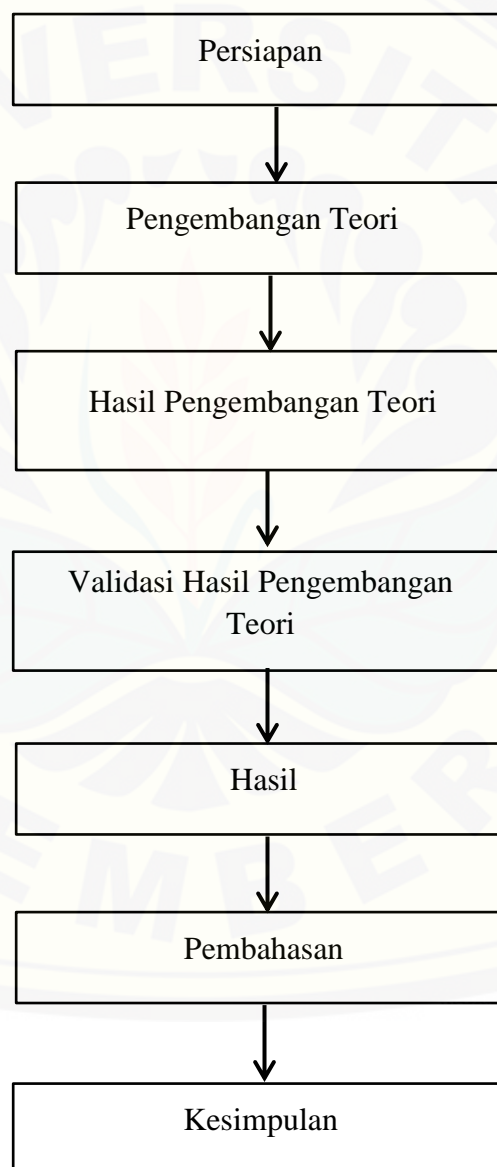 Persiapan
Pengembangan Teori
Hasil Pengembangan Teori
Validasi Hasil Pengembangan
Teori
Hasil
Pembahasan
Kesimpulan